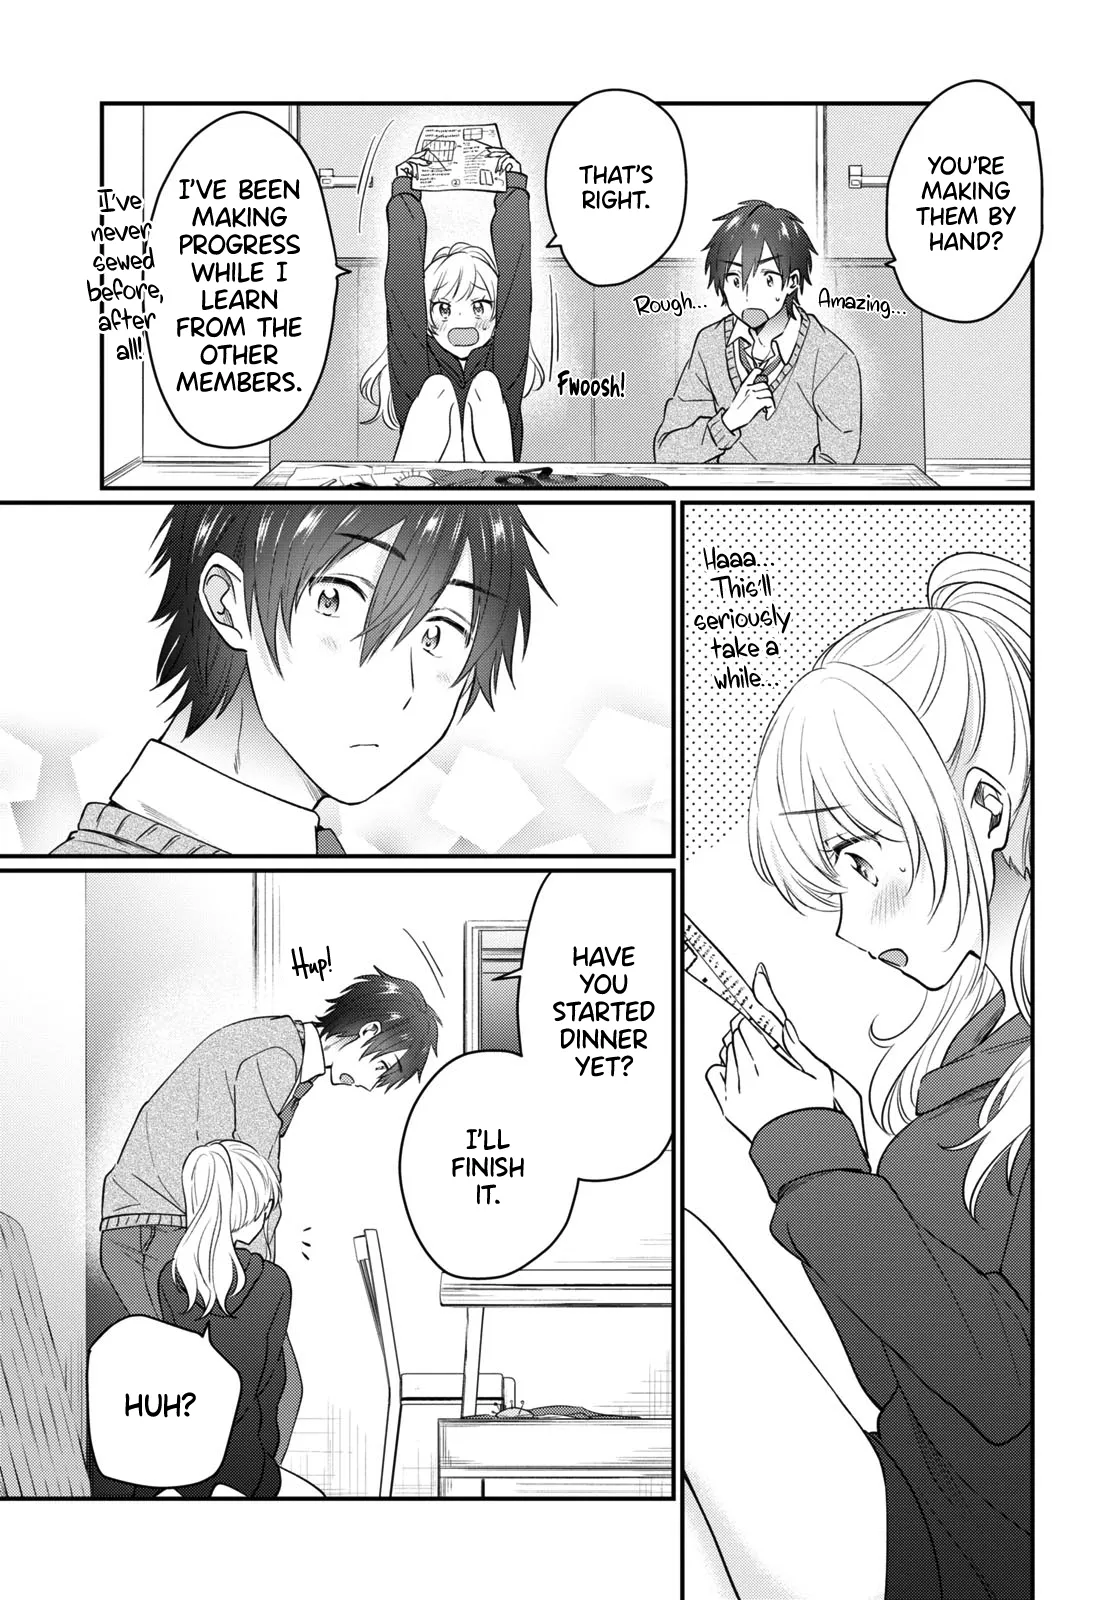 YOU'RE
MAKING
THEM BY
HAND?
Amazing...
Rough...
THAT'S
RIGHT.
Fwoosh!
I'VE BEEN
MAKING
PROGRESS
WHILE I
LEARN
FROM THE
OTHER
MEMBERS.
I've
never
sewed
before,
after
all!
Haaa...
This'll
seriously
take a
while...
HAVE
YOU
STARTED
DINNER
YET?
I'LL
FINISH
IT.
Hup!
HUH?